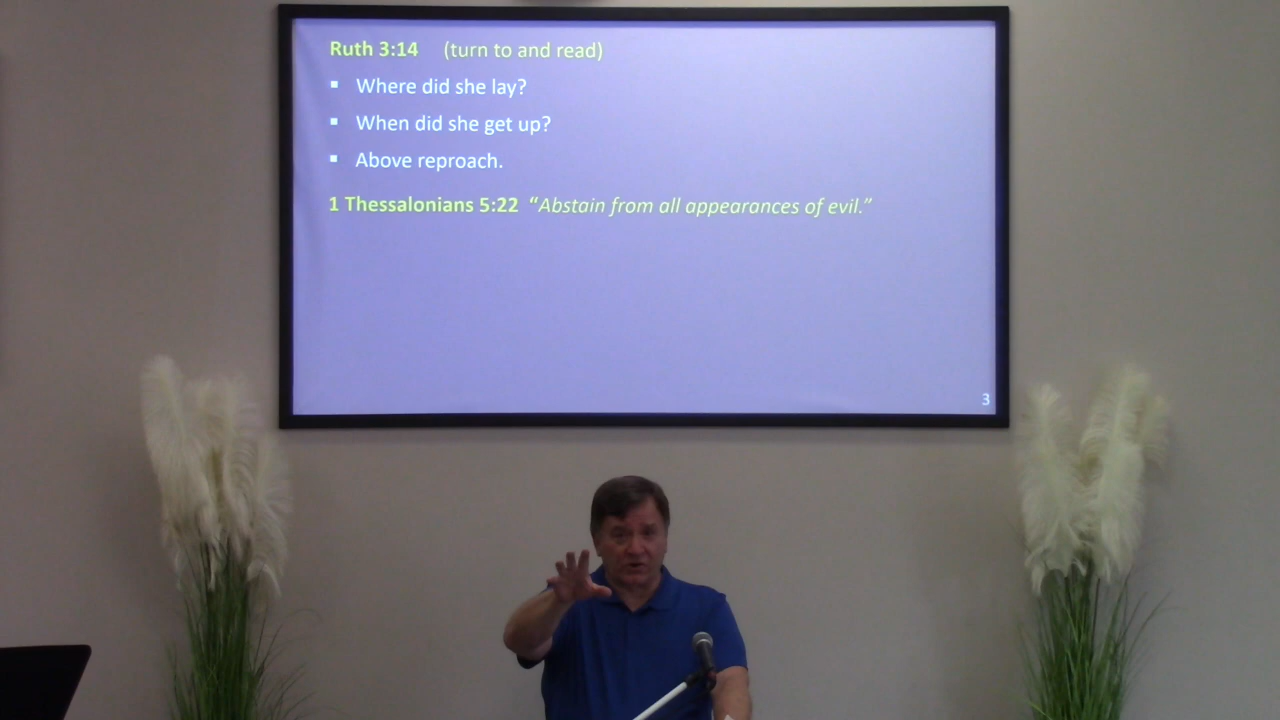 Ruth 3:14 (turn to and read)
▪ Where did she lay?
▪ When did she get up?
▪ Above reproach.
1 Thessalonians 5:22 “Abstain from all appearances of evil.”
3